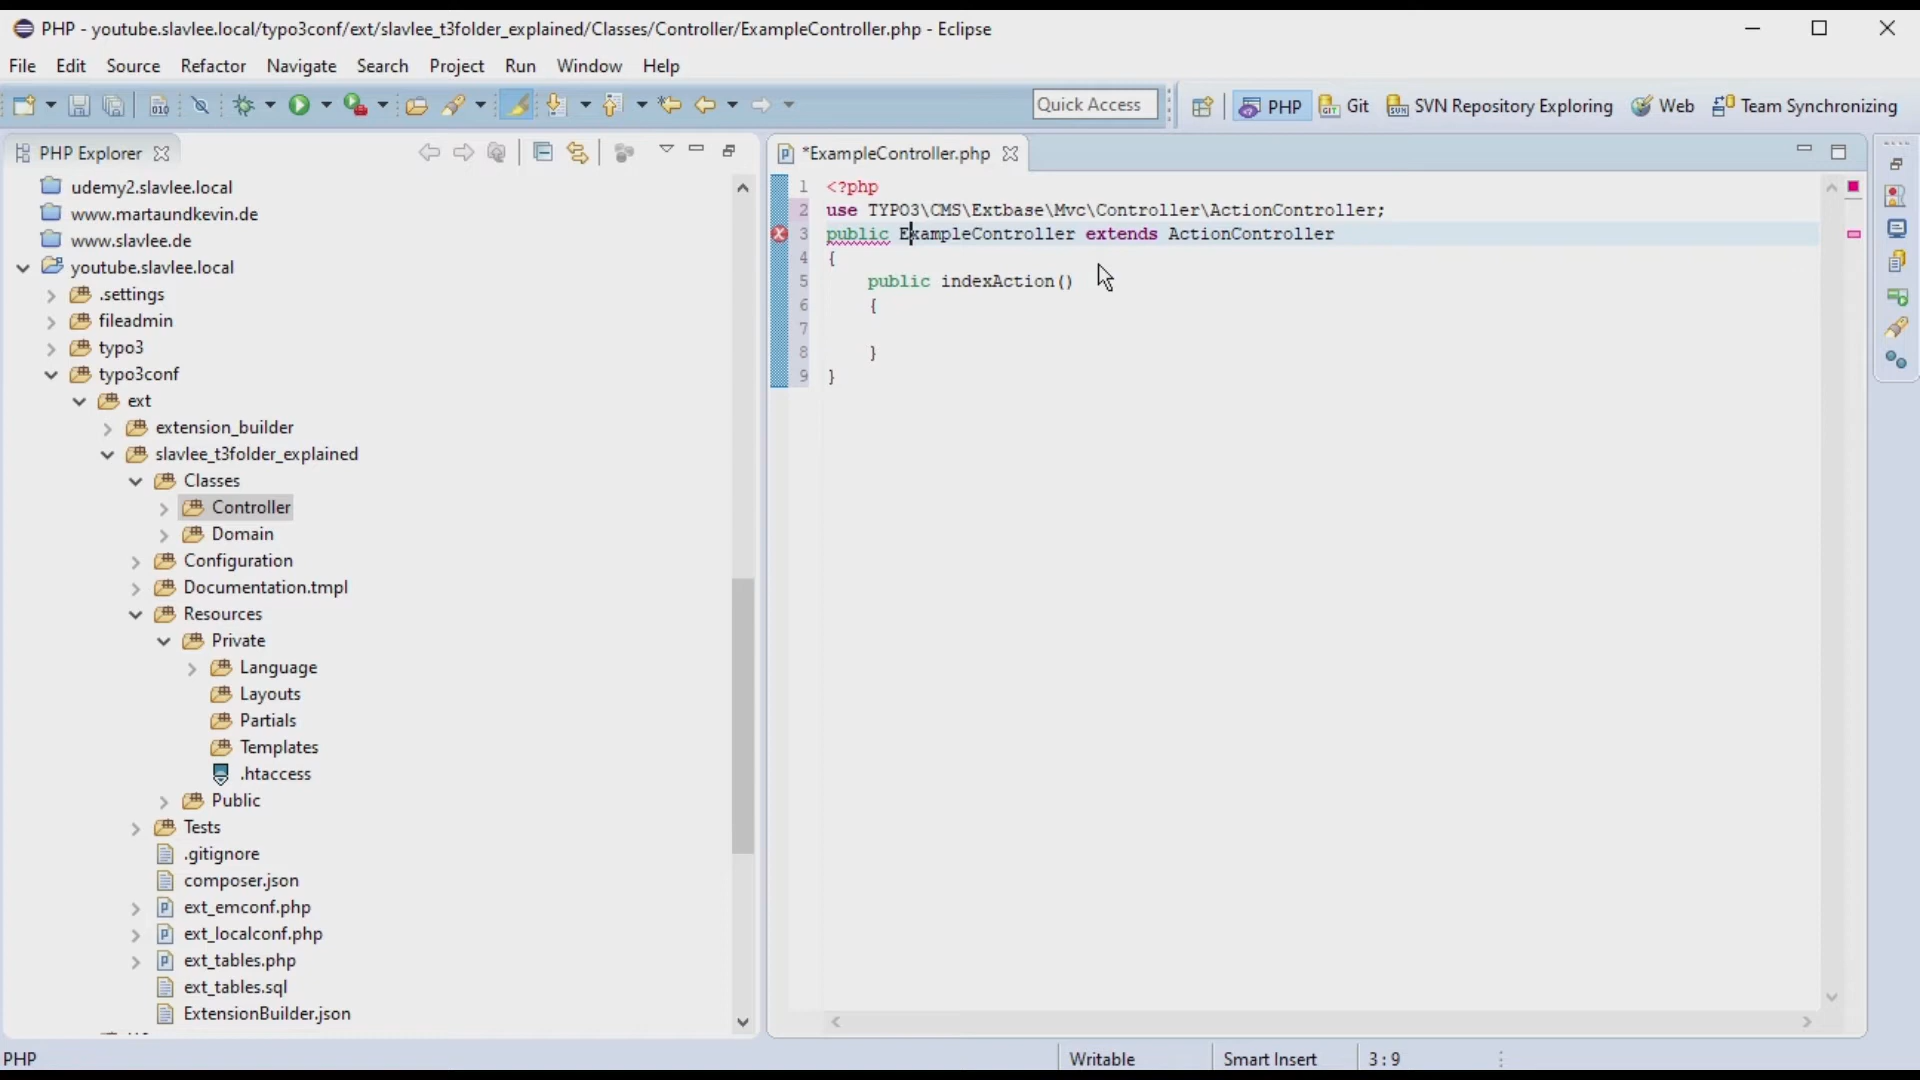 PHP - youtube.slavlee.local/typo3conf/ext/slavlee_t3folder_explained/Classes/Controller/ExampleController.php - Eclipse
File Edit Source Refactor Navigate Search Project Run Window Help
Quick Access PHP Git SVN Repository Exploring Web Team Synchronizing
PHP Explorer
udemy2.slavlee.local
www.martaundkevin.de
www.slavlee.de
youtube.slavlee.local
.settings
fileadmin
typo3
typo3conf
ext
extension_builder
slavlee_t3folder_explained
Classes
Controller
Domain
Configuration
Documentation.tmpl
Resources
Private
Language
Layouts
Partials
Templates
.htaccess
Public
Tests
.gitignore
composer.json
ext_emconf.php
ext_localconf.php
ext_tables.php
ext_tables.sql
ExtensionBuilder.json
*ExampleController.php
1 <?php
2 use TYPO3\CMS\Extbase\Mvc\Controller\ActionController;
3 public ExampleController extends ActionController
4 {
5 public indexAction()
6 {
7
8 }
9 }
PHP Writable Smart Insert 3 : 9